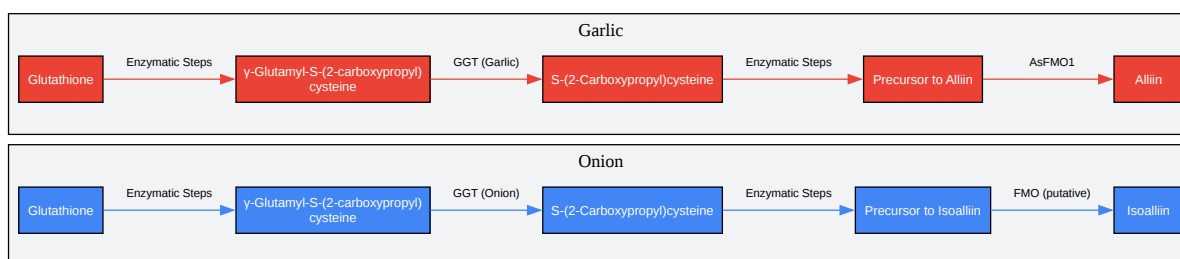 Garlic
Glutathione
Enzymatic Steps
γ-Glutamyl-S-(2-carboxypropyl)
cysteine
GGT (Garlic)
S-(2-Carboxypropyl)cysteine
Enzymatic Steps
Precursor to Alliin
AsFMO1
Alliin
Onion
Glutathione
Enzymatic Steps
γ-Glutamyl-S-(2-carboxypropyl)
cysteine
GGT (Onion)
S-(2-Carboxypropyl)cysteine
Enzymatic Steps
Precursor to Isoalliin
FMO (putative)
Isoalliin